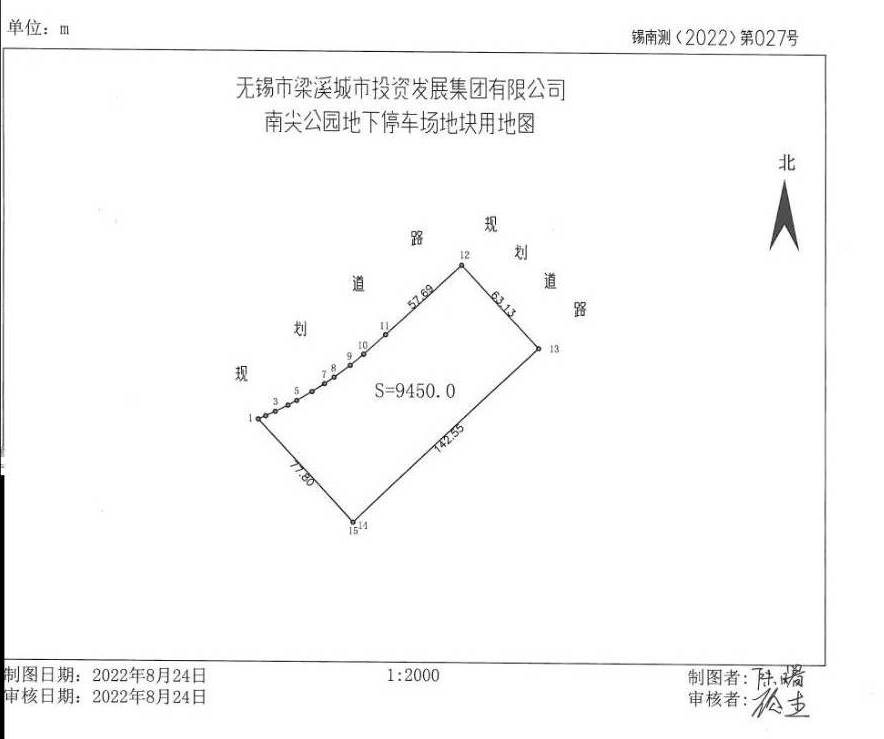 单位：m
锡南测（2022）第027号
无锡市梁溪城市投资发展集团有限公司
南尖公园地下停车场地块用地图
北
规划道路
规划道路
12
57.69
63.13
11
10
13
9
8
7
5
3
1
S=9450.0
142.55
77.80
14
15
制图日期：2022年8月24日
1:2000
制图者：
审核日期：2022年8月24日
审核者：